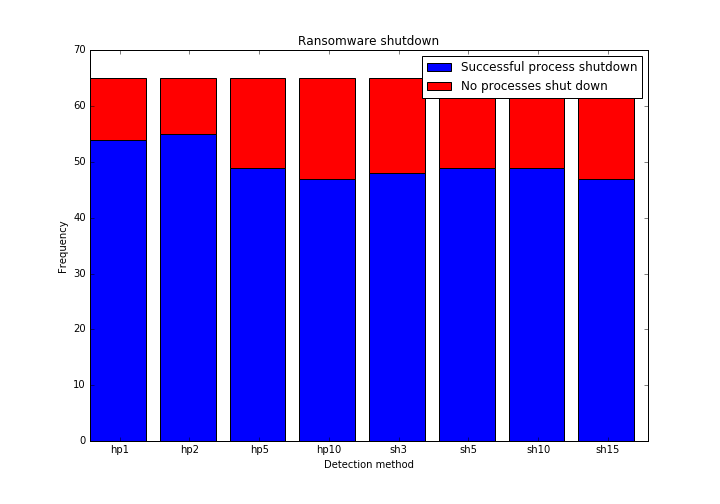 Ransomware shutdown
Successful process shutdown
No processes shut down
70
60
50
40
30
20
10
0
Frequency
hp1 hp2 hp5 hp10 sh3 sh5 sh10 sh15
Detection method